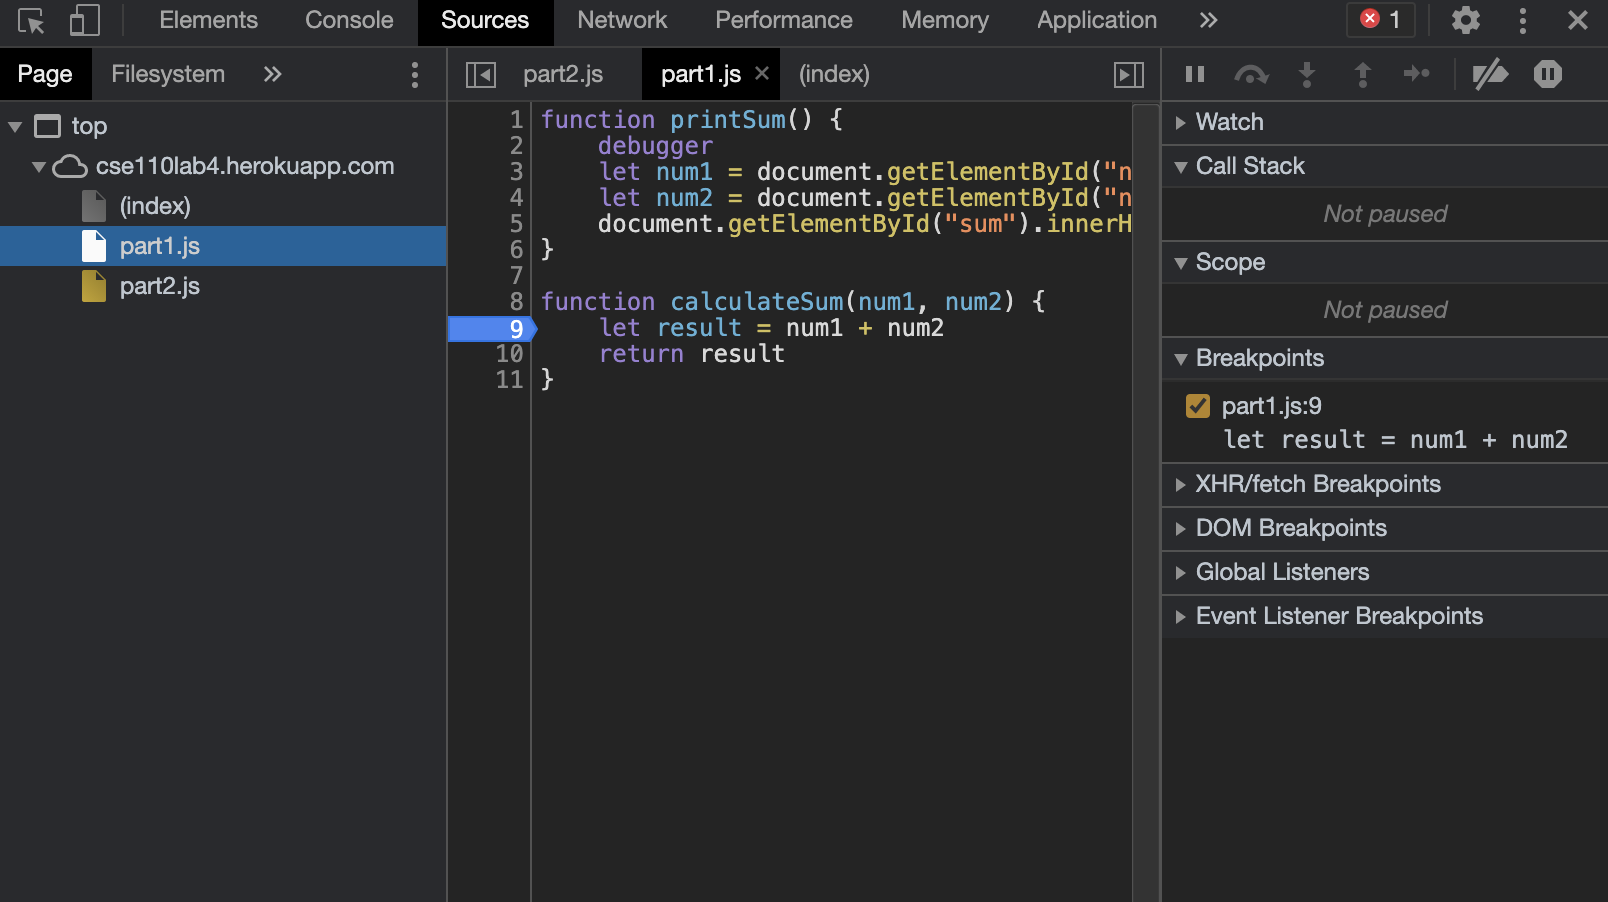 Elements Console Sources Network Performance Memory Application » 1
Page Filesystem »
part2.js part1.js × (index)
top
cse110lab4.herokuapp.com
(index)
part1.js
part2.js
1 function printSum() {
2     debugger
3     let num1 = document.getElementById("n
4     let num2 = document.getElementById("n
5     document.getElementById("sum").innerH
6 }
7
8 function calculateSum(num1, num2) {
9     let result = num1 + num2
10     return result
11 }
Watch
Call Stack
Not paused
Scope
Not paused
Breakpoints
part1.js:9
let result = num1 + num2
XHR/fetch Breakpoints
DOM Breakpoints
Global Listeners
Event Listener Breakpoints